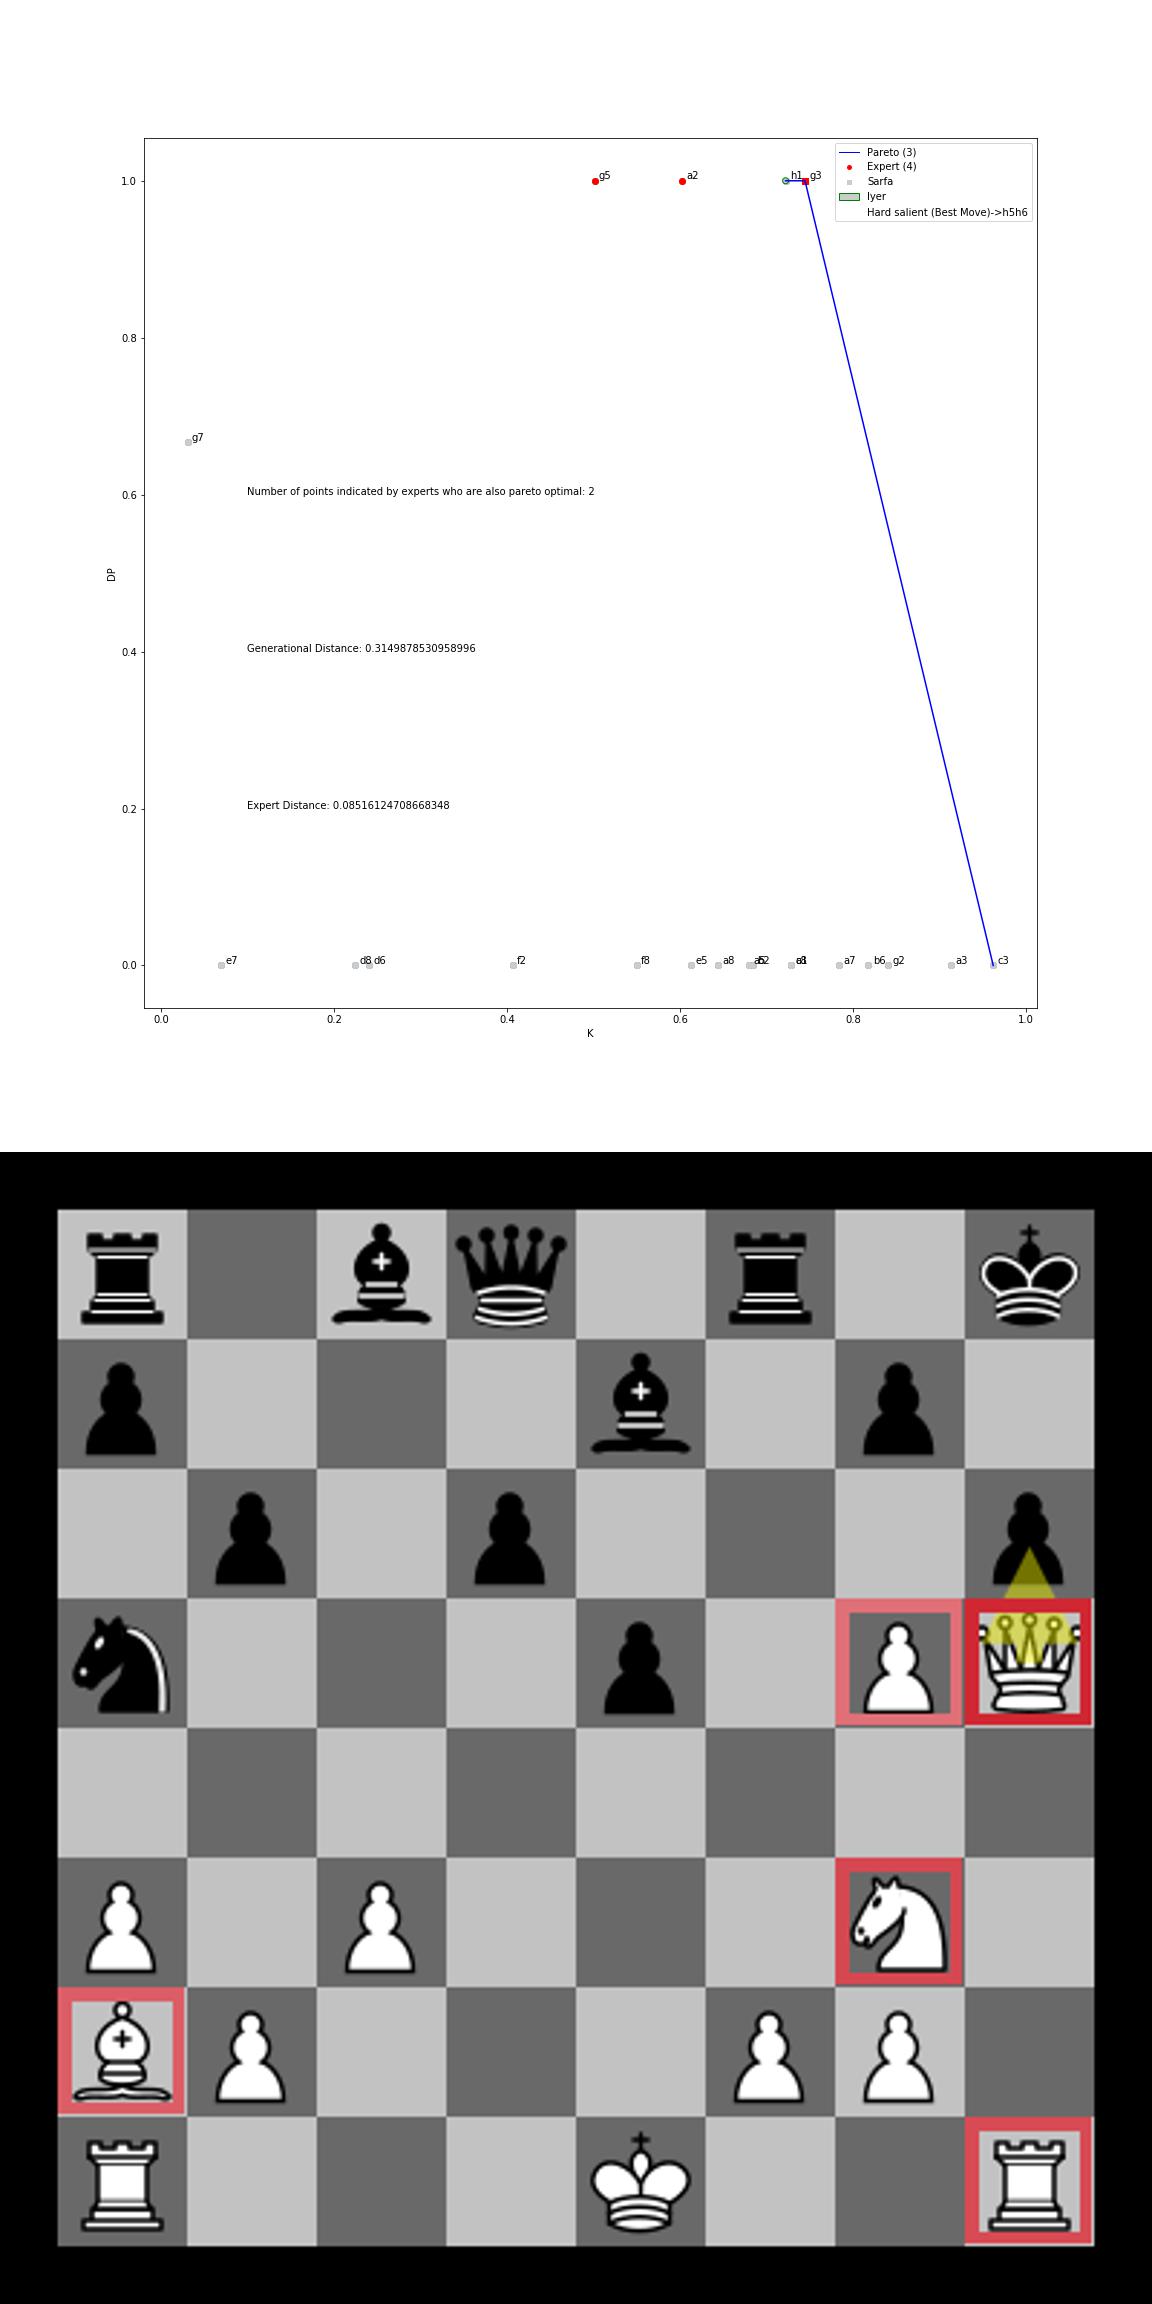 Pareto (3)
Expert (4)
Sarfa
Iyer
Hard salient (Best Move)->h5h6
1.0
g5
a2
h1
g3
0.8
g7
Number of points indicated by experts who are also pareto optimal: 2
0.6
DP
Generational Distance: 0.3149878530958996
0.4
Expert Distance: 0.08516124708668348
0.2
0.0
e7
d8
d6
f2
f8
e5
a8
a7
b6
g2
a3
c3
0.0
0.2
0.4
0.6
0.8
1.0
K